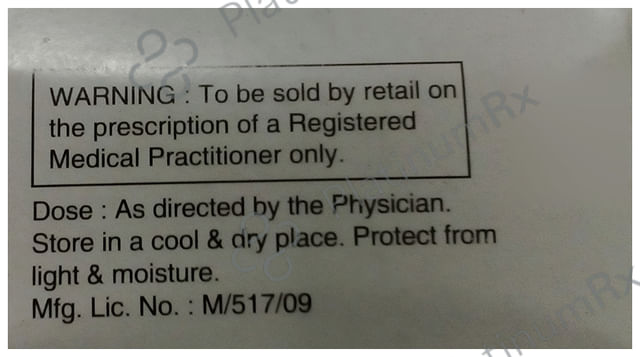 WARNING : To be sold by retail on
the prescription of a Registered
Medical Practitioner only.
Dose : As directed by the Physician.
Store in a cool & dry place. Protect from
light & moisture.
Mfg. Lic. No. : M/517/09
PlatinumRx